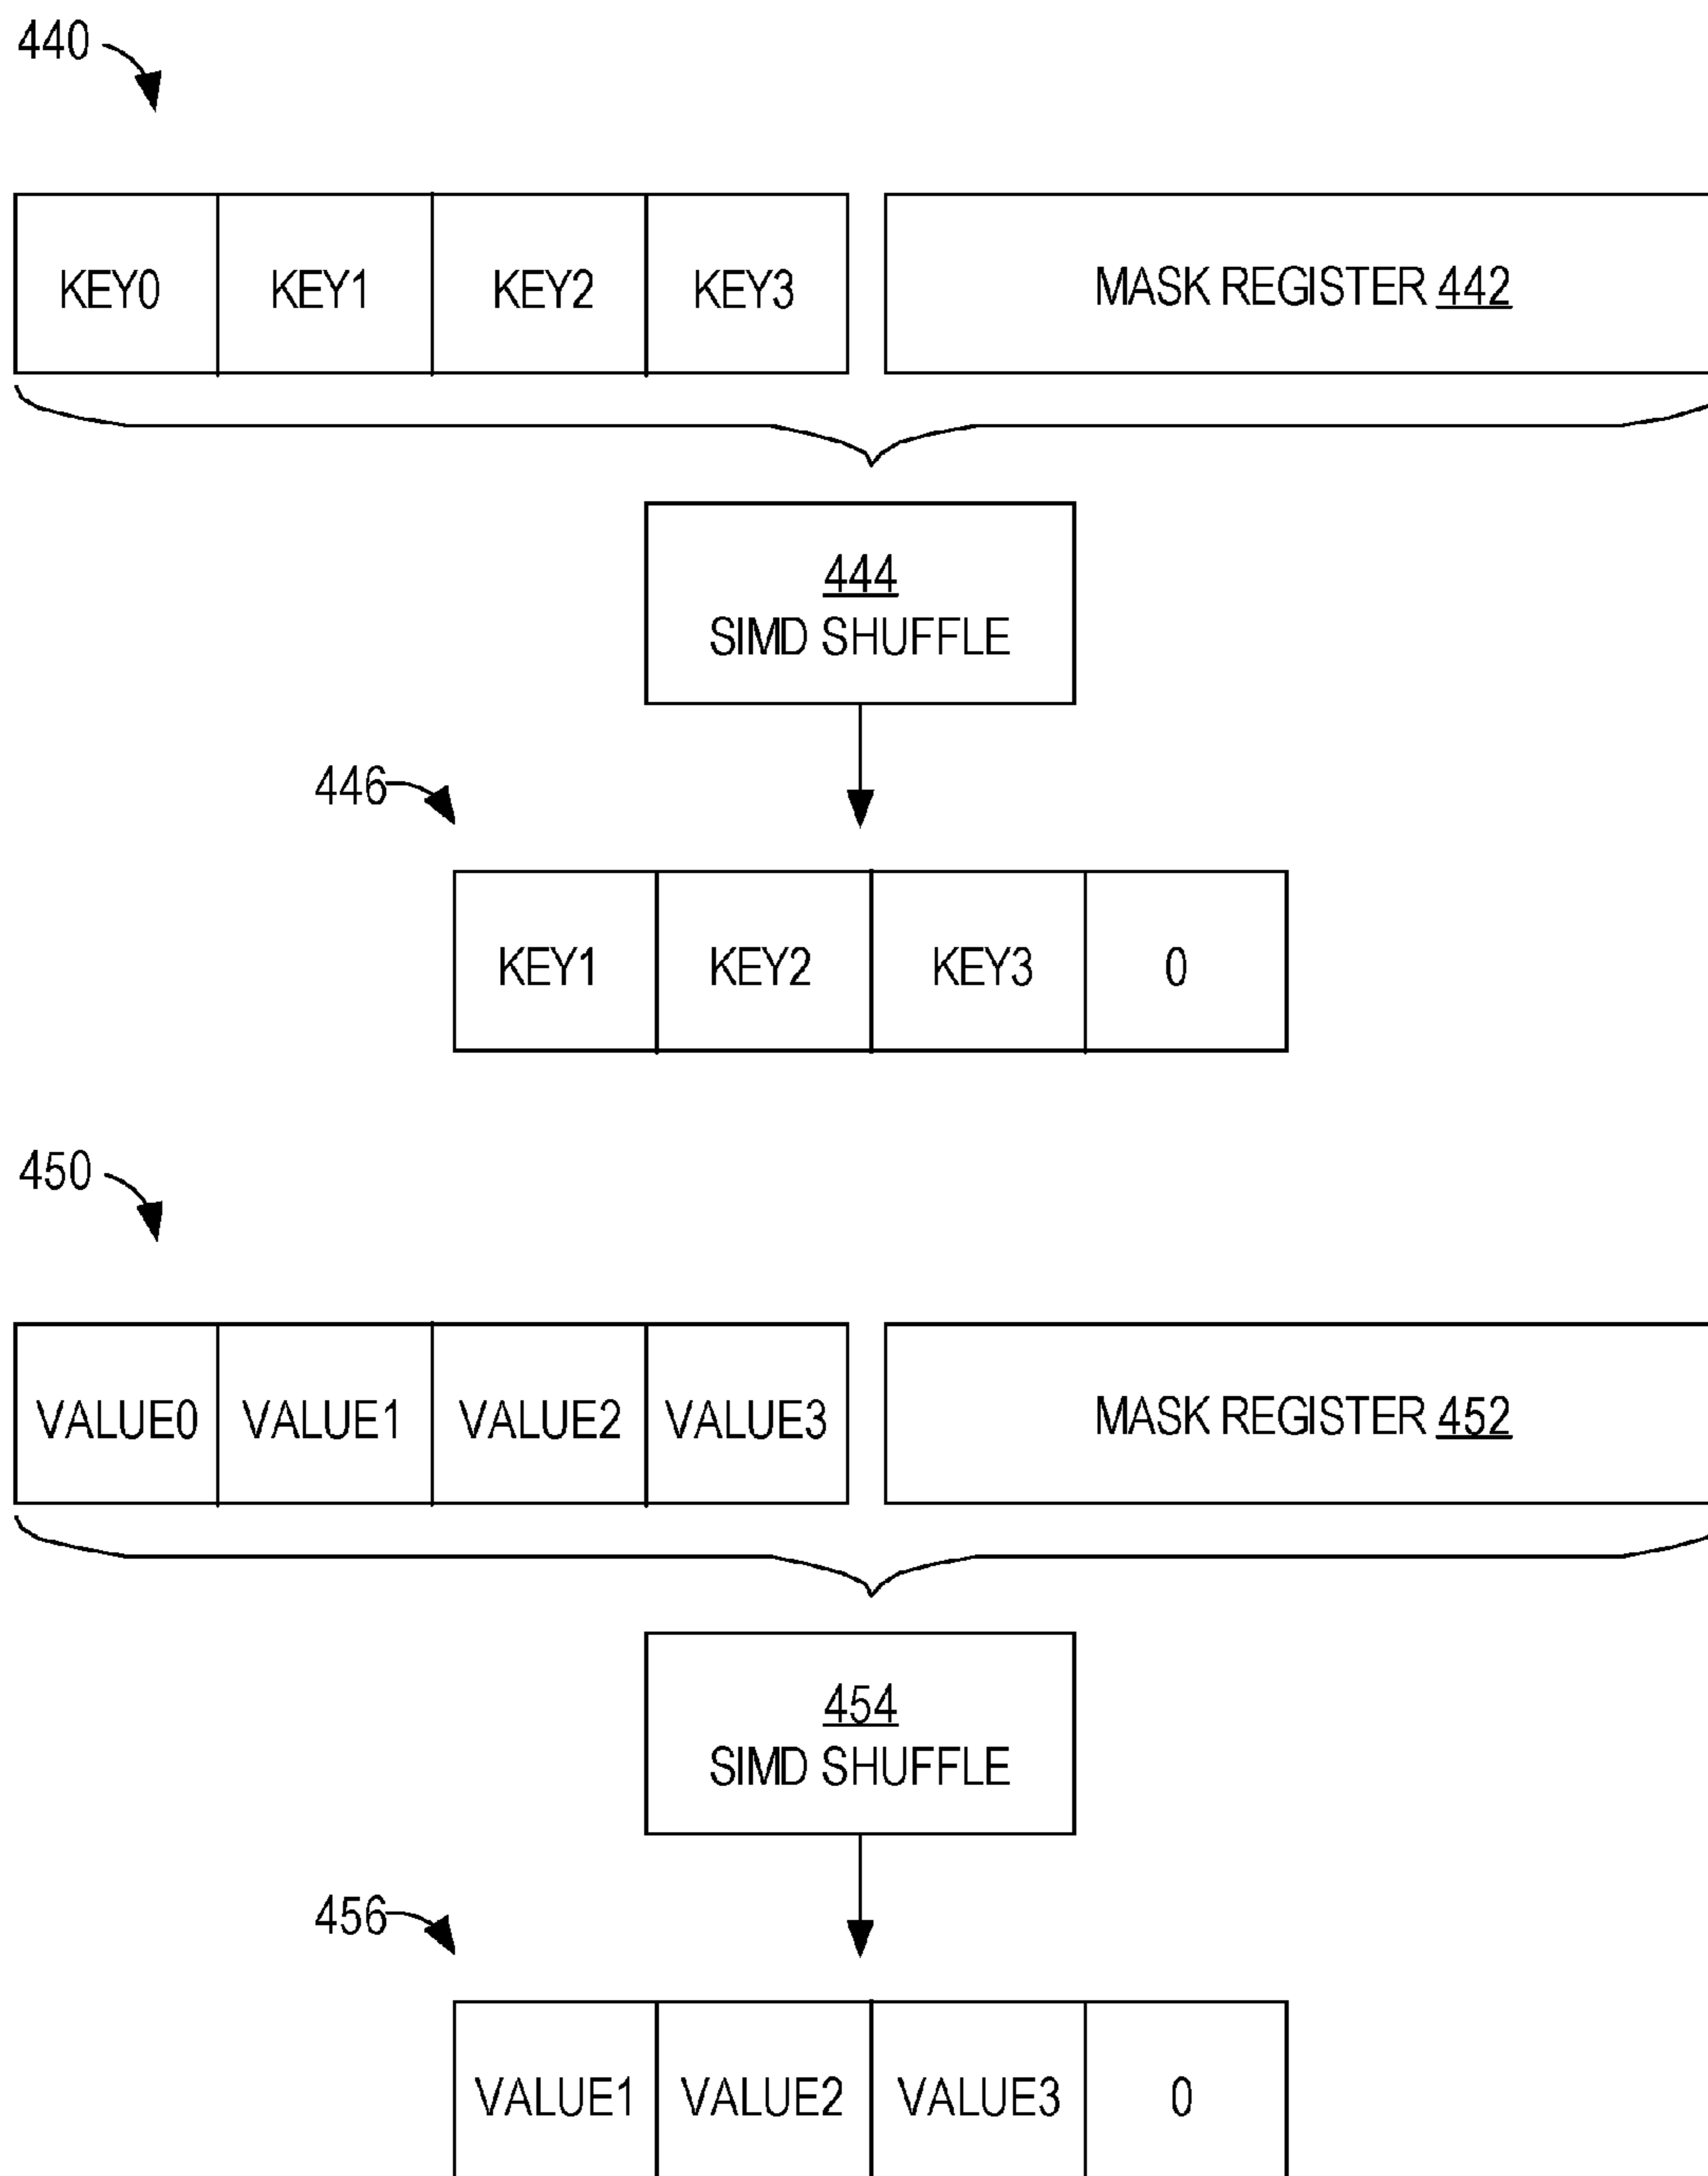 440
KEY0 KEY1 KEY2 KEY3 MASK REGISTER 442
444
SIMD SHUFFLE
446
KEY1 KEY2 KEY3 0
450
VALUE0 VALUE1 VALUE2 VALUE3 MASK REGISTER 452
454
SIMD SHUFFLE
456
VALUE1 VALUE2 VALUE3 0